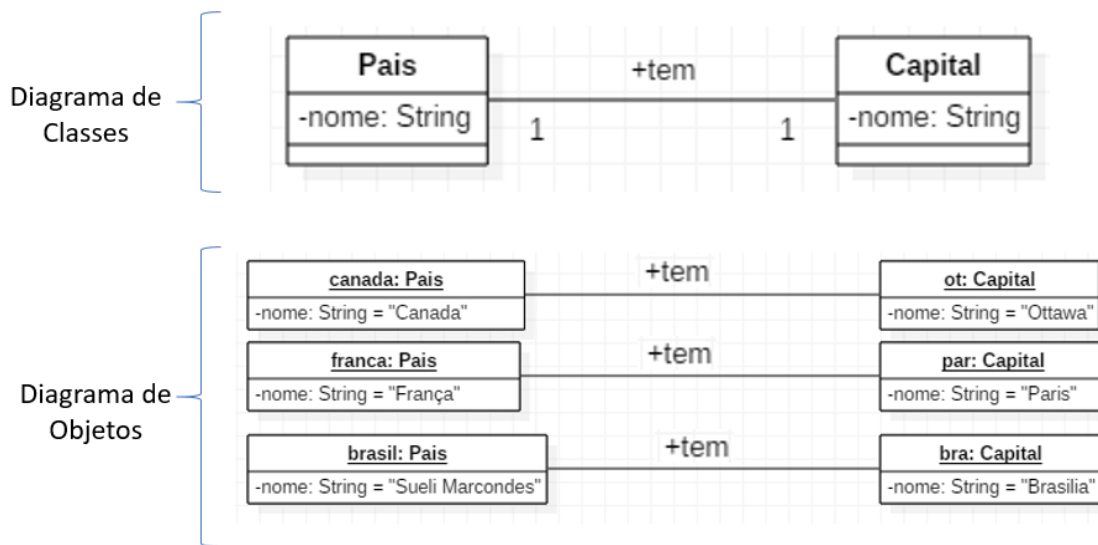 Diagrama de
Classes
Pais
-nome: String
+tem
1
1
Capital
-nome: String
Diagrama de
Objetos
canada: Pais
-nome: String = "Canada"
+tem
ot: Capital
-nome: String = "Ottawa"
franca: Pais
-nome: String = "França"
+tem
par: Capital
-nome: String = "Paris"
brasil: Pais
-nome: String = "Sueli Marcondes"
+tem
bra: Capital
-nome: String = "Brasilia"